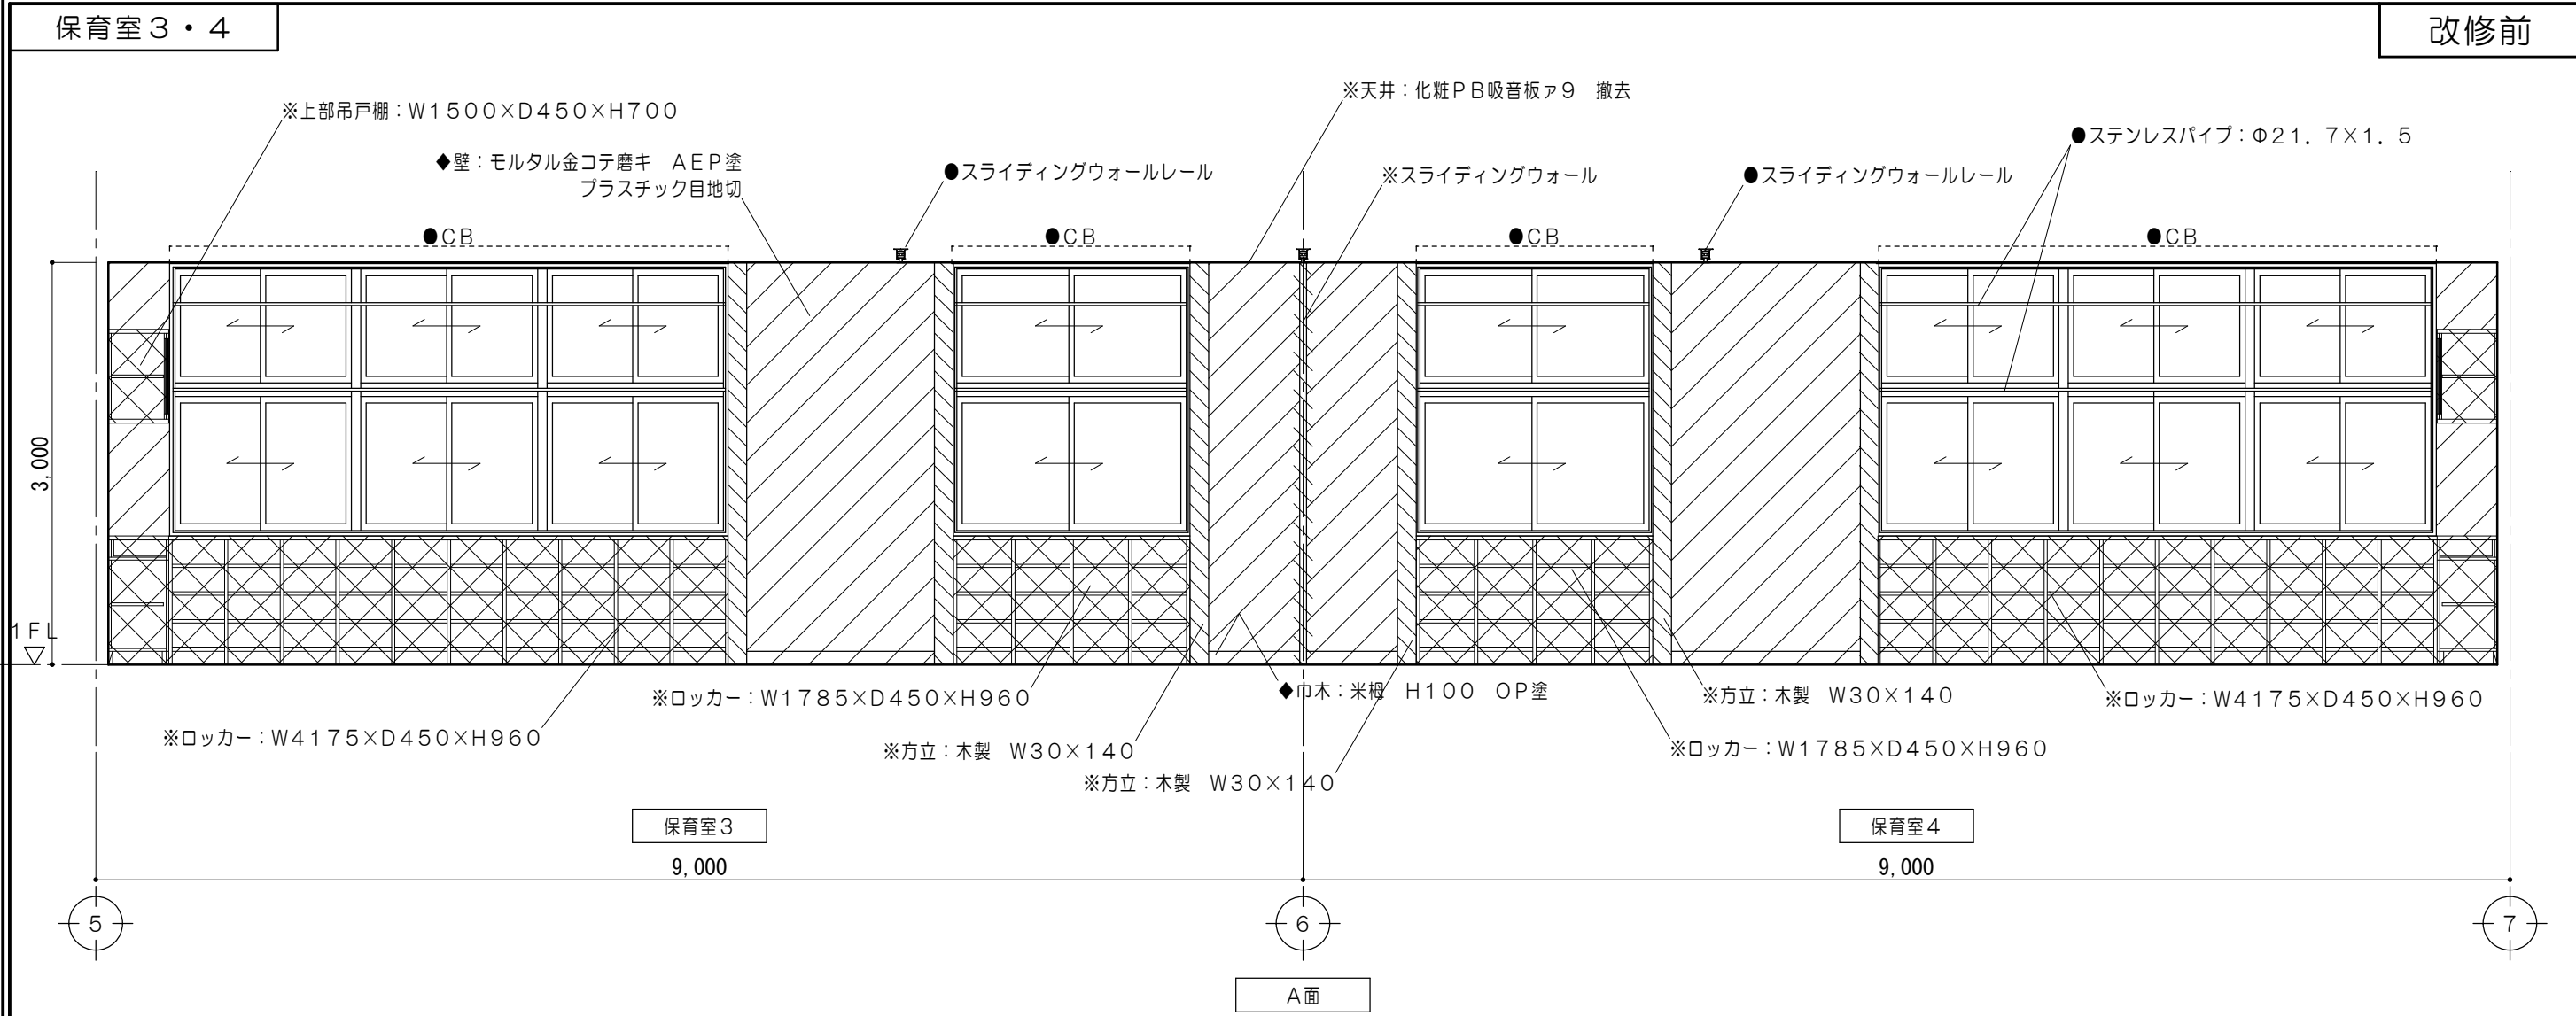 保育室3・4
改修前
※上部吊戸棚：W1500×D450×H700
※天井：化粧PB吸音板ァ9 撤去
●ステンレスパイプ：Φ21．7×1．5
◆壁：モルタル金コテ磨キ AEP塗
プラスチック目地切
●スライディングウォールレール
※スライディングウォール
●スライディングウォールレール
●CB
●CB
●CB
●CB
3,000
1FL
※ロッカー：W4175×D450×H960
※ロッカー：W1785×D450×H960
※方立：木製 W30×140
※方立：木製 W30×140
◆巾木：米栂 H100 OP塗
※方立：木製 W30×140
※ロッカー：W1785×D450×H960
※ロッカー：W4175×D450×H960
保育室3
保育室4
9,000
9,000
5
6
7
A面